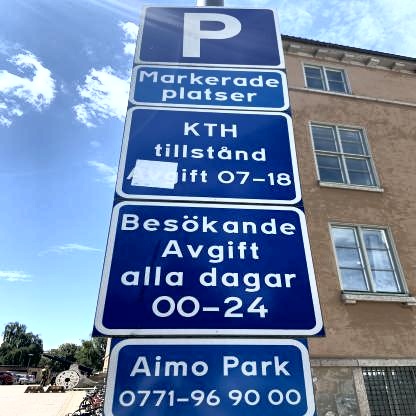 P
Markerade
platser
KTH
tillstånd
Avgift 07–18
Besökande
Avgift
alla dagar
00–24
Aimo Park
0771–96 90 00